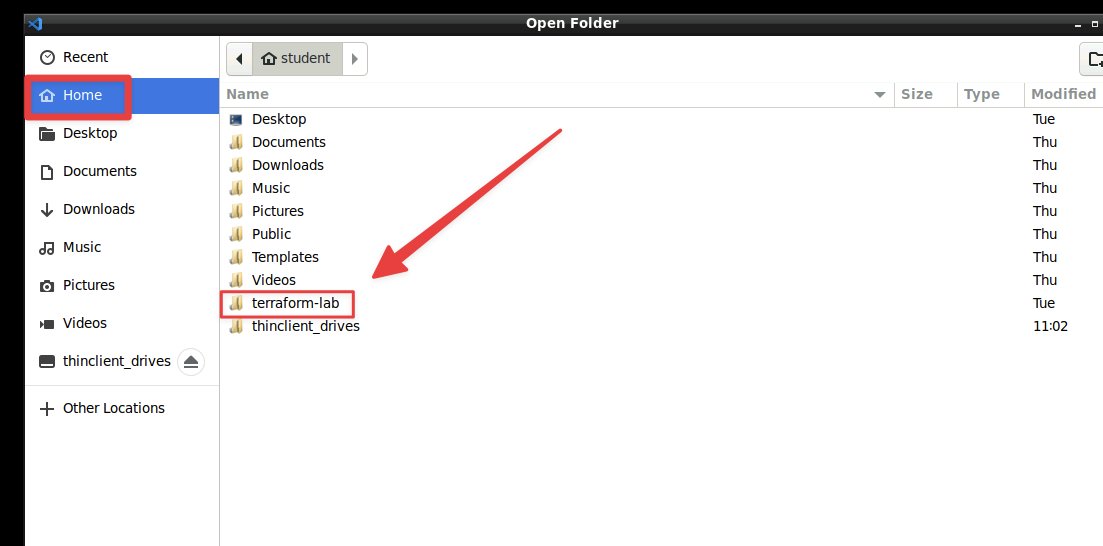 Open Folder
Recent
Home
Desktop
Documents
Downloads
Music
Pictures
Videos
thinclient_drives
Other Locations
student
Name Size Type Modified
Desktop Tue
Documents Thu
Downloads Thu
Music Thu
Pictures Thu
Public Thu
Templates Thu
Videos Thu
terraform-lab Tue
thinclient_drives 11:02